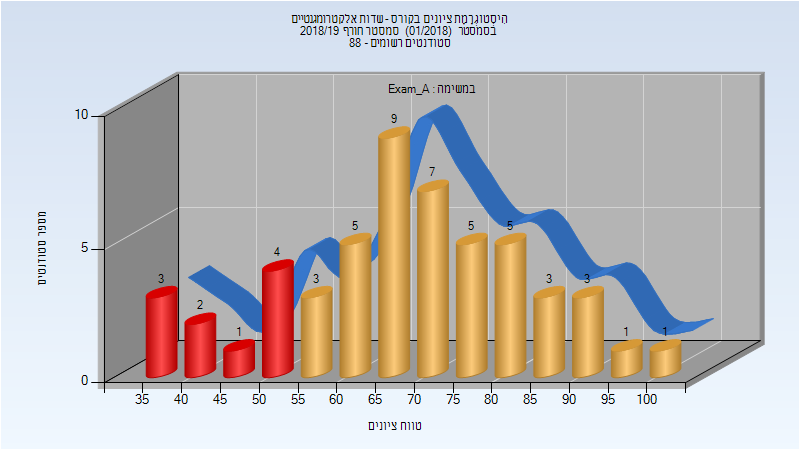 היסטוגרמת ציונים בקורס - שדות אלקטרומגנטיים
בסמסטר (01/2018) סמסטר חורף 2018/19
סטודנטים רשומים - 88
במשימה : Exam_A
מספר סטודנטים
10
5
0
3
2
1
4
3
5
9
7
5
5
3
3
1
1
35 40 45 50 55 60 65 70 75 80 85 90 95 100
טווח ציונים